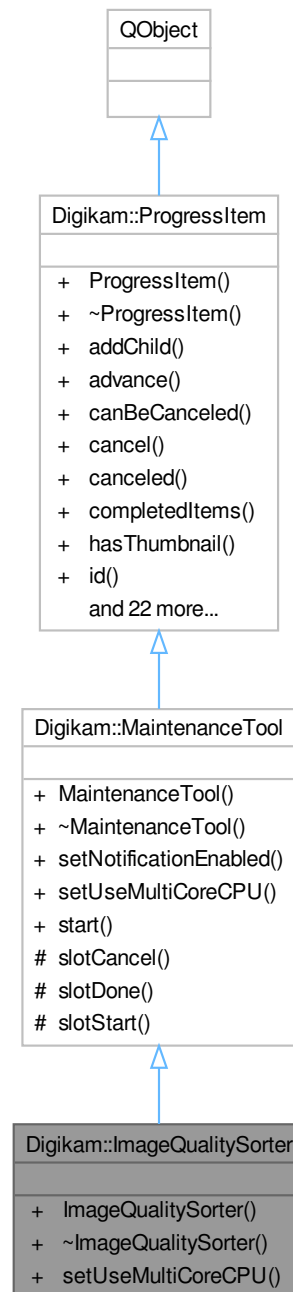 QObject
Digikam::ProgressItem
+ ProgressItem()
+ ~ProgressItem()
+ addChild()
+ advance()
+ canBeCanceled()
+ cancel()
+ canceled()
+ completedItems()
+ hasThumbnail()
+ id()
and 22 more...
Digikam::MaintenanceTool
+ MaintenanceTool()
+ ~MaintenanceTool()
+ setNotificationEnabled()
+ setUseMultiCoreCPU()
+ start()
# slotCancel()
# slotDone()
# slotStart()
Digikam::ImageQualitySorter
+ ImageQualitySorter()
+ ~ImageQualitySorter()
+ setUseMultiCoreCPU()